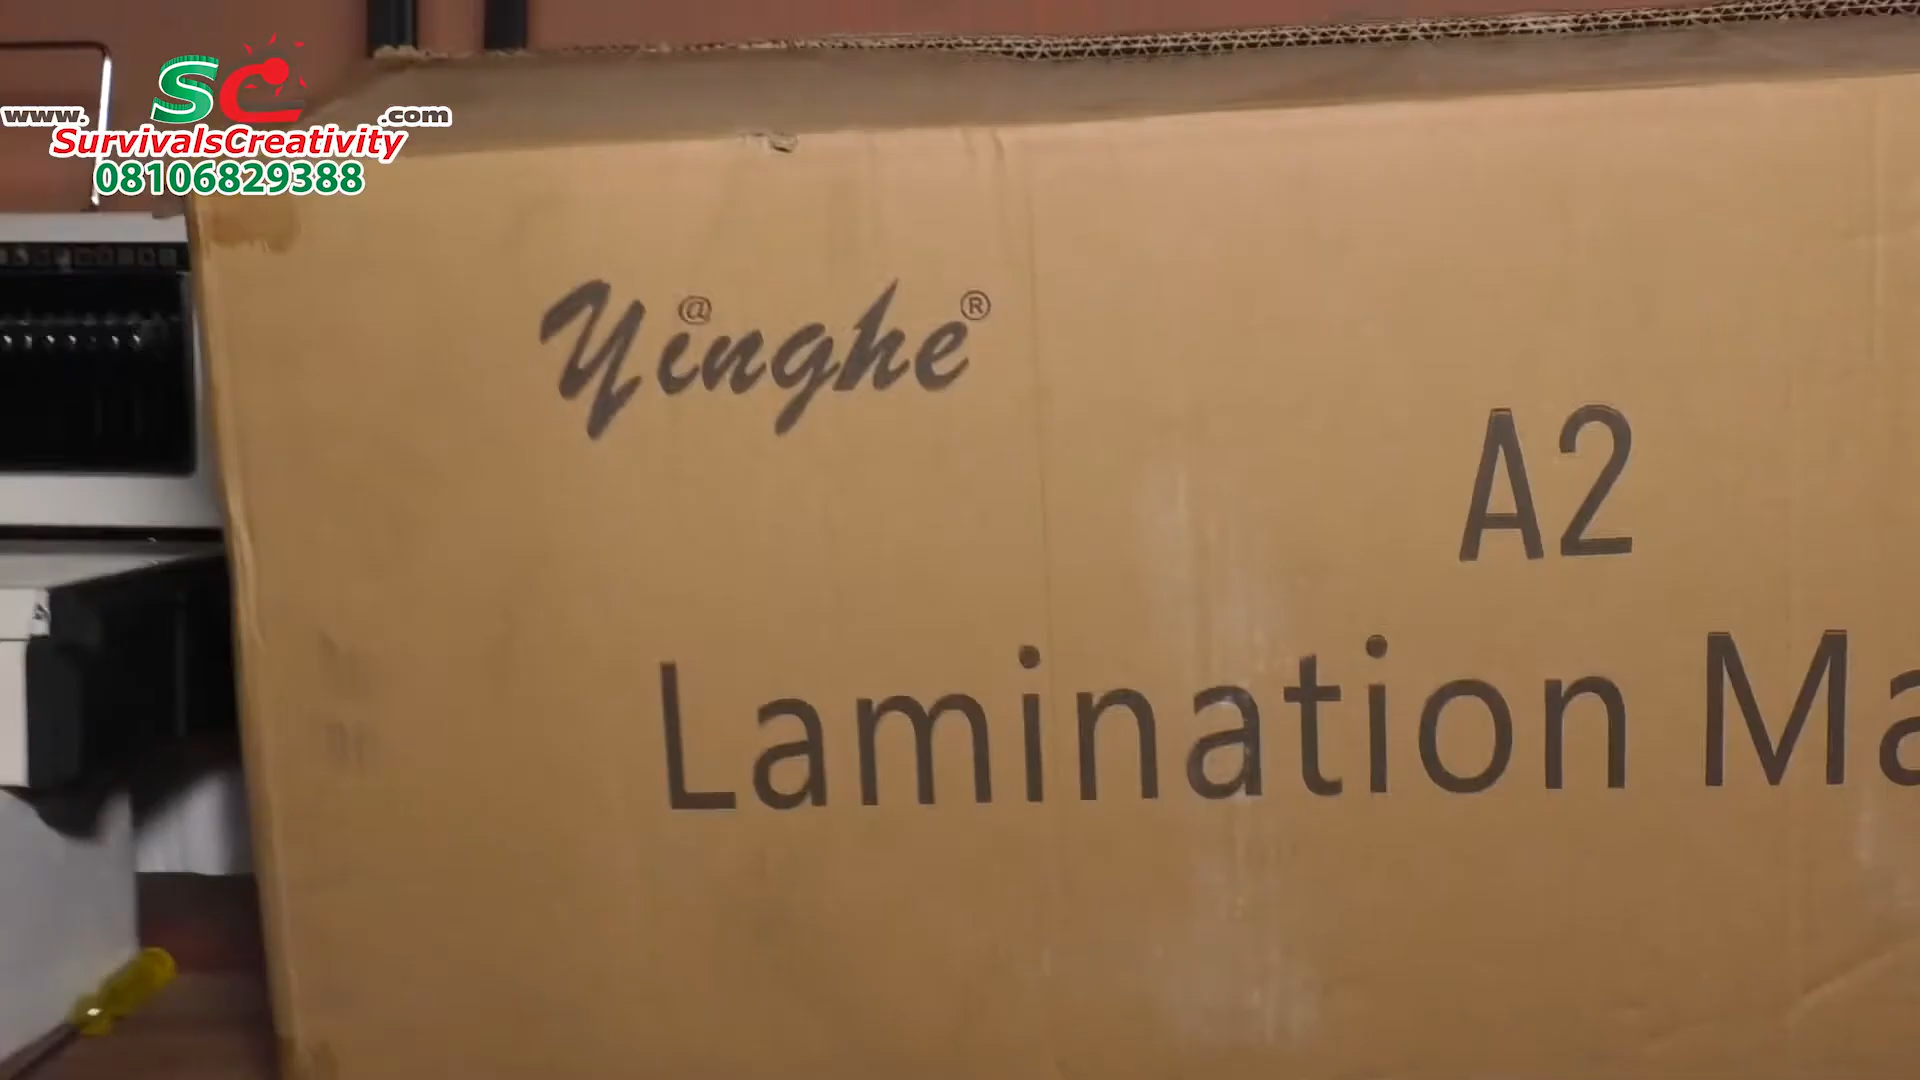 SC
www. .com
SurvivalsCreativity
08106829388
Yinghe®
@
A2
Lamination Ma